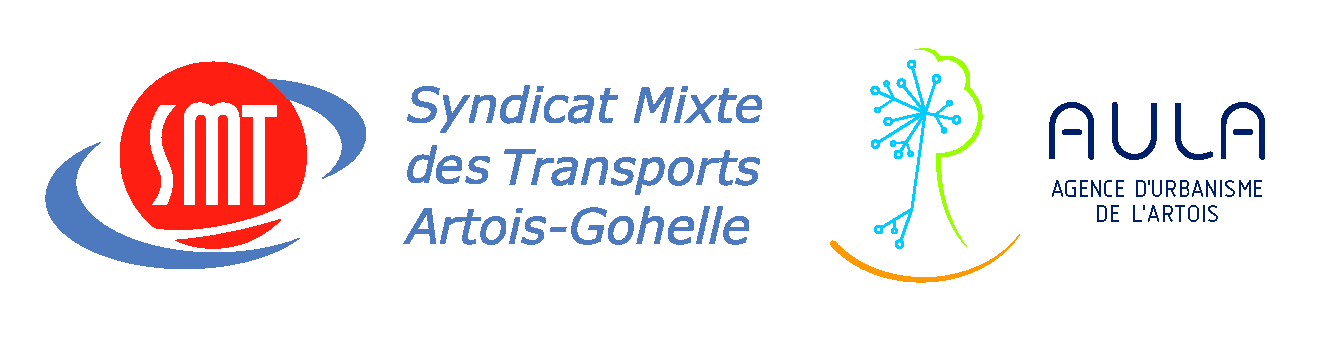 SMT
Syndicat Mixte
des Transports
Artois-Gohelle
AULA
AGENCE D'URBANISME
DE L'ARTOIS